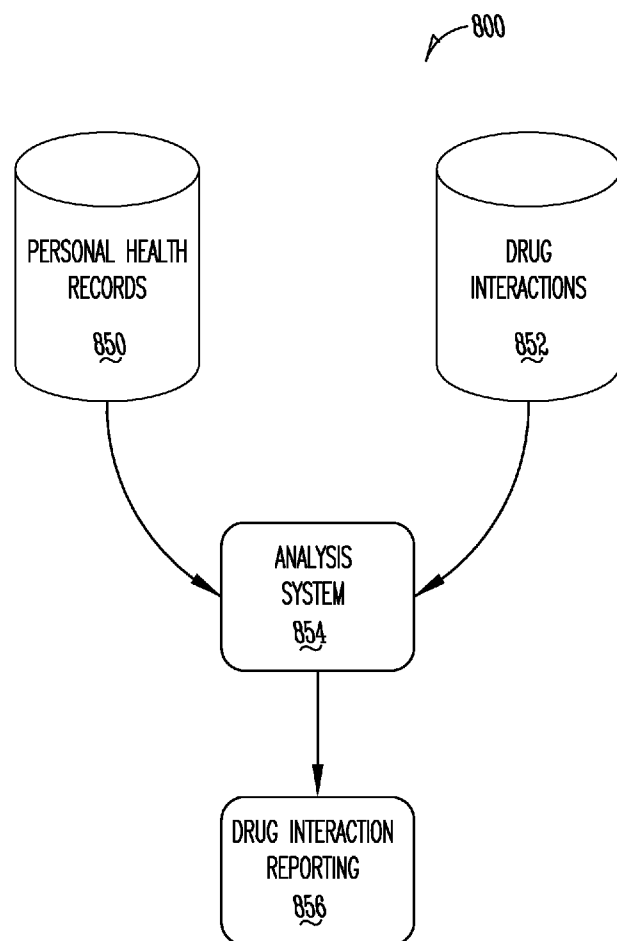 800
PERSONAL HEALTH
RECORDS
850
DRUG
INTERACTIONS
852
ANALYSIS
SYSTEM
854
DRUG INTERACTION
REPORTING
856